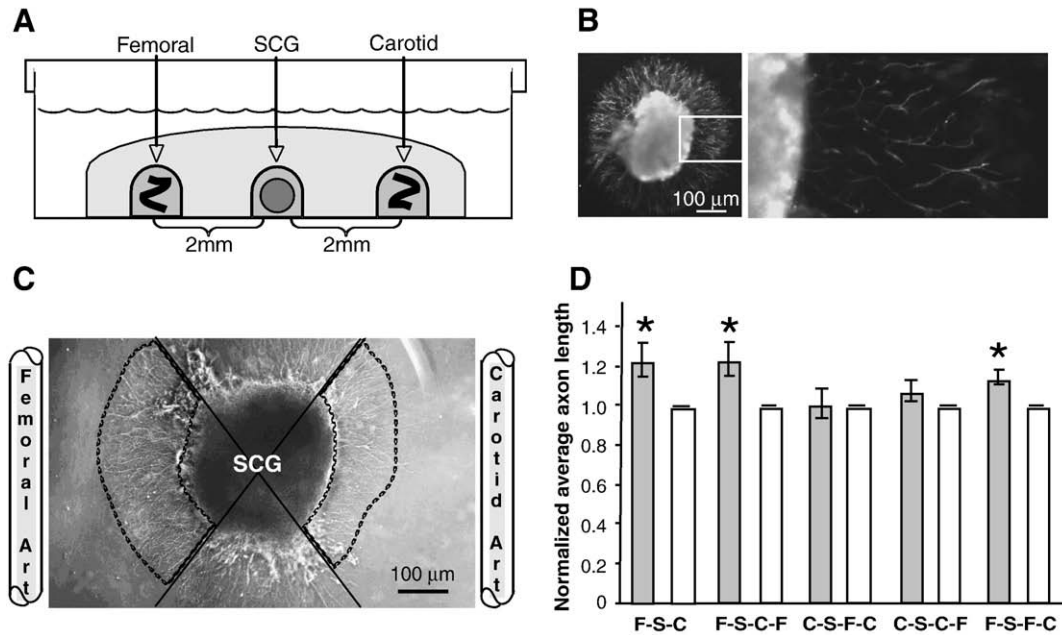 A
Femoral SCG Carotid
2mm 2mm
B
100 μm
C
Femoral Art
SCG
Carotid Art
100 μm
D
Normalized average axon length
1.4
1.2
1.0
0.8
0.6
0.4
0.2
0
* * *
F-S-C F-S-C-F C-S-F-C C-S-C-F F-S-F-C